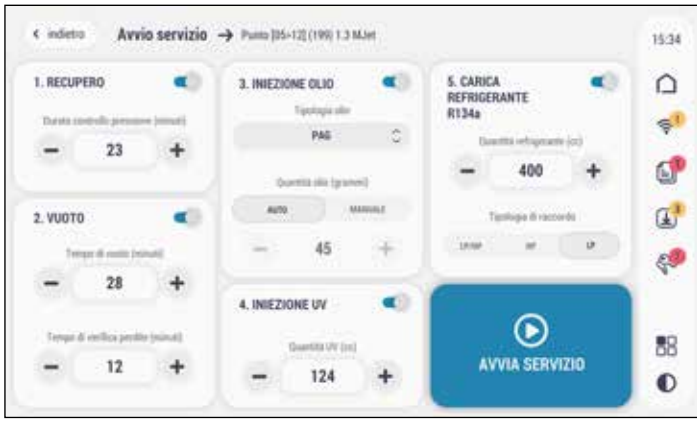 indietro
Avvio servizio → Punto [05>12] (199) 1.3 MJet
15:34
1. RECUPERO
Durata controllo pressione (minuti)
23
2. VUOTO
Tempo di vuoto (minuti)
28
Tempo di verifica perdite (minuti)
12
3. INIEZIONE OLIO
Tipologia olio
PAG
Quantità olio (grammi)
AUTO MANUALE
45
4. INIEZIONE UV
Quantità UV (cc)
124
5. CARICA
REFRIGERANTE
R134a
Quantità refrigerante (cc)
400
Tipologia di raccordo
LP/HP HP LP
AVVIA SERVIZIO